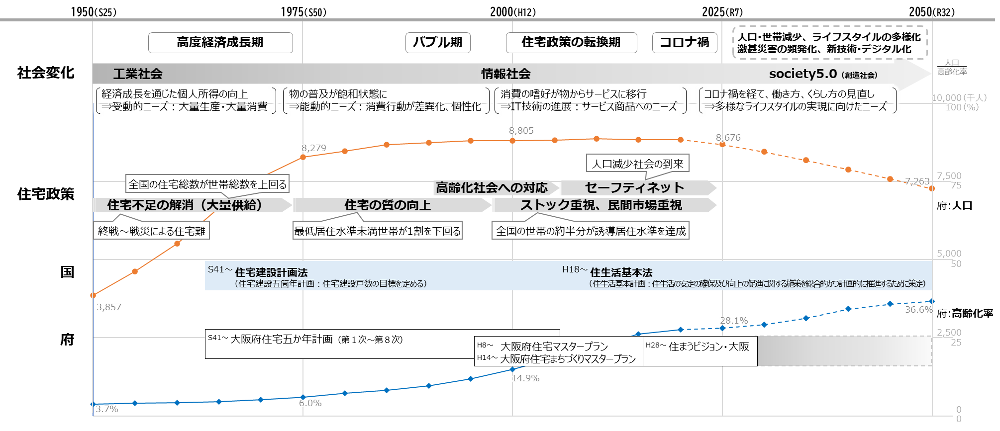 1950(S25)
1975(S50)
2000(H12)
2025(R7)
2050(R32)
高度経済成長期
バブル期
住宅政策の転換期
コロナ禍
人口・世帯減少、ライフスタイルの多様化
激甚災害の頻発化、新技術・デジタル化
社会変化
工業社会
情報社会
society5.0（創造社会）
人口
高齢化率
経済成長を通じた個人所得の向上
⇒受動的ニーズ：大量生産・大量消費
物の普及が飽和状態に
⇒能動的ニーズ：消費行動が差異化、個性化
消費の嗜好が物からサービスに移行
⇒IT技術の進展：サービス商品へのニーズ
コロナ禍を経て、働き方、くらし方の見直し
⇒多様なライフスタイルの実現に向けたニーズ
10,000（千人）
100（%）
8,279
8,805
8,676
7,263
人口減少社会の到来
全国の住宅総数が世帯総数を上回る
7,500
75
住宅政策
高齢化社会への対応
セーフティネット
住宅不足の解消（大量供給）
住宅の質の向上
ストック重視、民間市場重視
府：人口
終戦～戦災による住宅難
最低居住水準未満世帯が1割を下回る
全国の世帯の約半分が誘導居住水準を達成
5,000
50
国
S41～ 住宅建設計画法
（住宅建設五箇年計画：住宅建設戸数の目標を定める）
H18～ 住生活基本法
（住生活基本計画：住生活の安定の確保及び向上の促進に関する施策を総合的かつ計画的に推進するために策定）
3,857
36.6%
府：高齢化率
28.1%
府
S41～ 大阪府住宅五か年計画（第１次～第８次）
H8～ 大阪府住宅マスタープラン
H14～ 大阪府住宅まちづくりマスタープラン
H28～ 住まうビジョン・大阪
2,500
25
14.9%
6.0%
3.7%
0
0